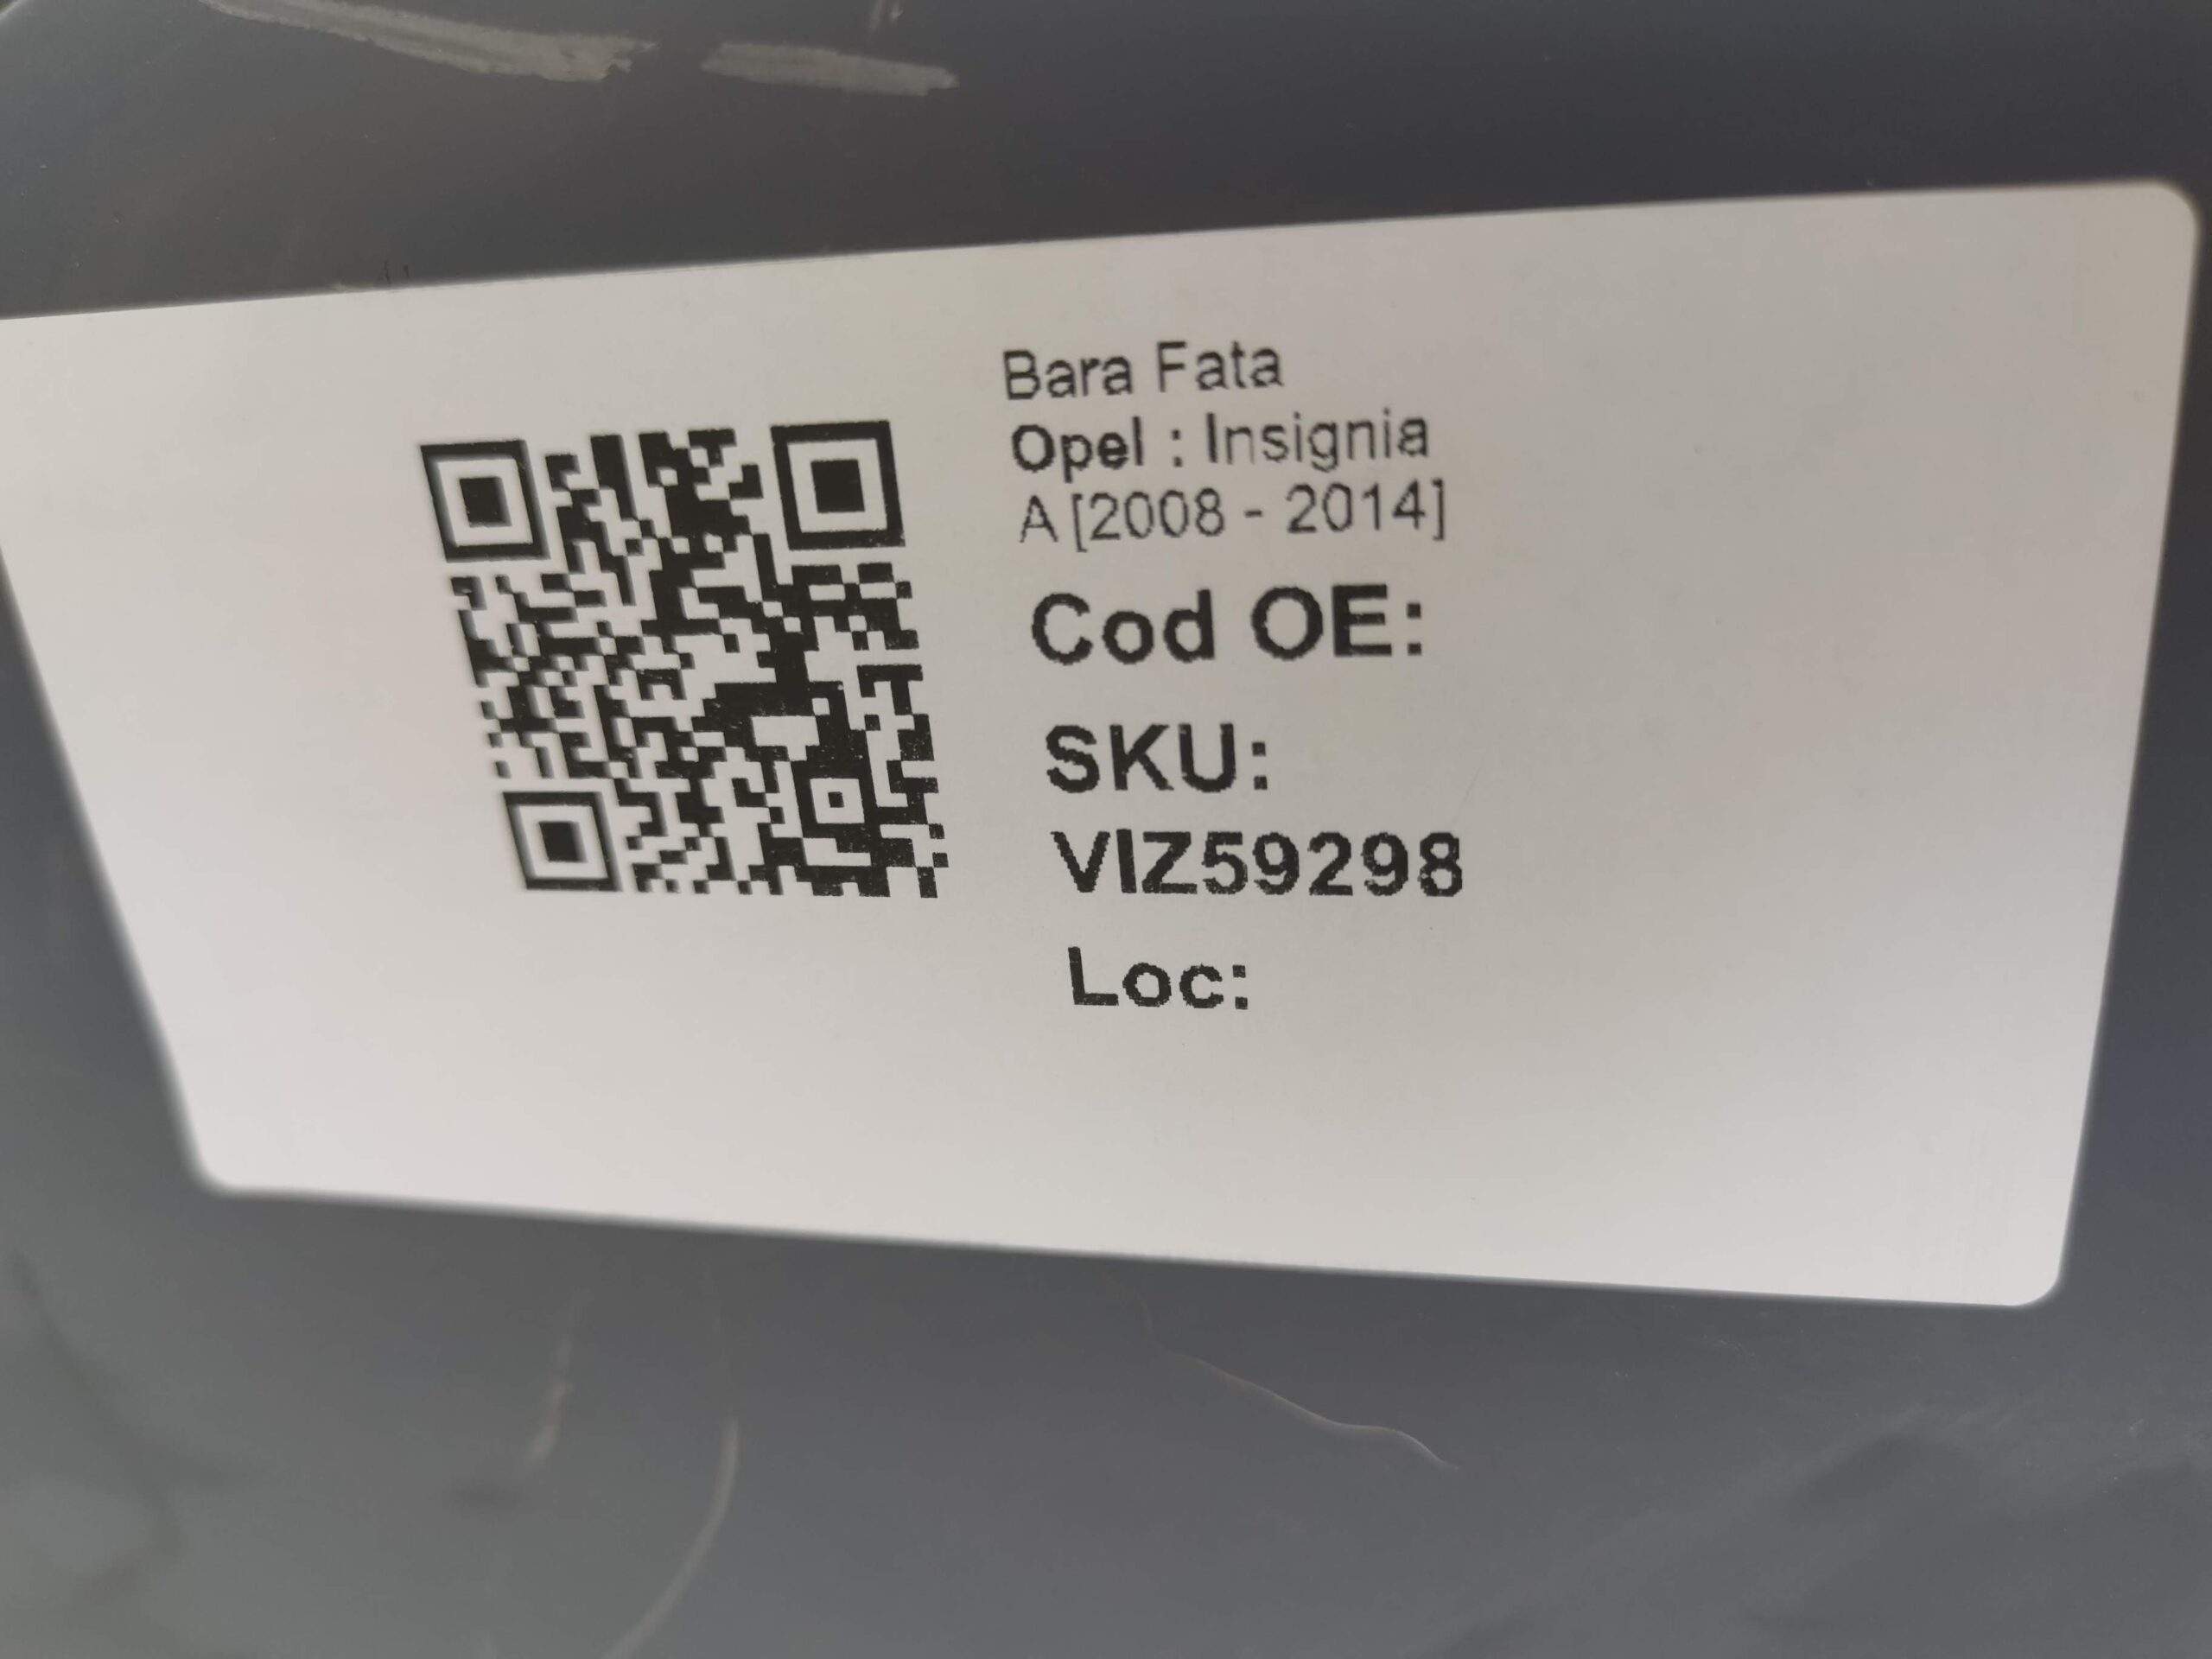 Bara Fata
Opel : Insignia
A [2008 - 2014]
Cod OE:
SKU:
VIZ59298
Loc: